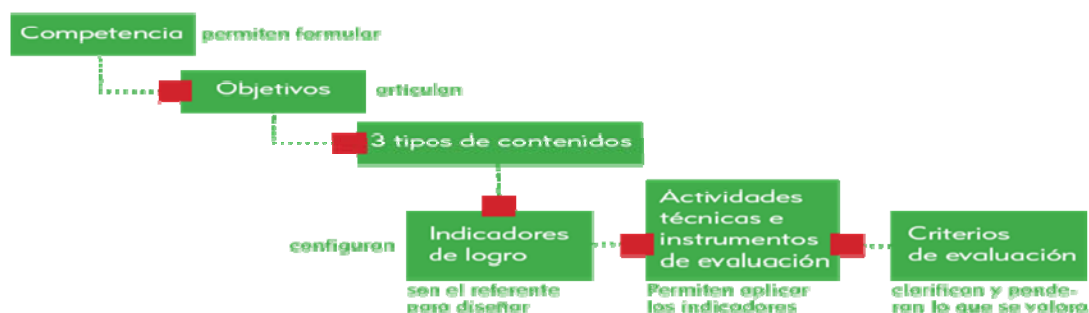 Competencia permiten formular
Objetivos articulan
3 tipos de contenidos
configuran
Indicadores
de logro
son el referente
para diseñar
Actividades
técnicas e
instrumentos
de evaluación
Permiten aplicar
los indicadores
Criterios
de evaluación
clarifican y ponde-
ran lo que se valora